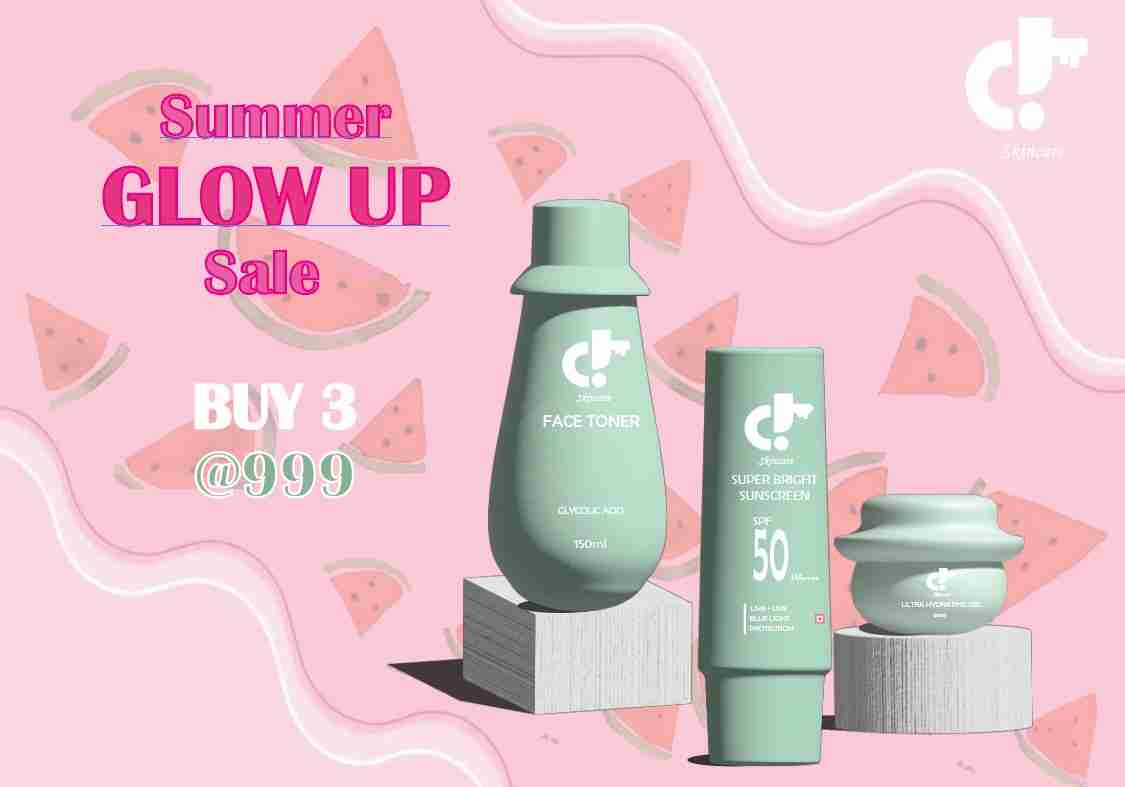 Summer
GLOW UP
Sale
BUY 3
@999
Skincare
Skincare
FACE TONER
GLYCOLIC ACID
150ml
Skincare
SUPER BRIGHT
SUNSCREEN
SPF
50
UVA + UVB
BLUE LIGHT
PROTECTION
ULTRA HYDRATING GEL